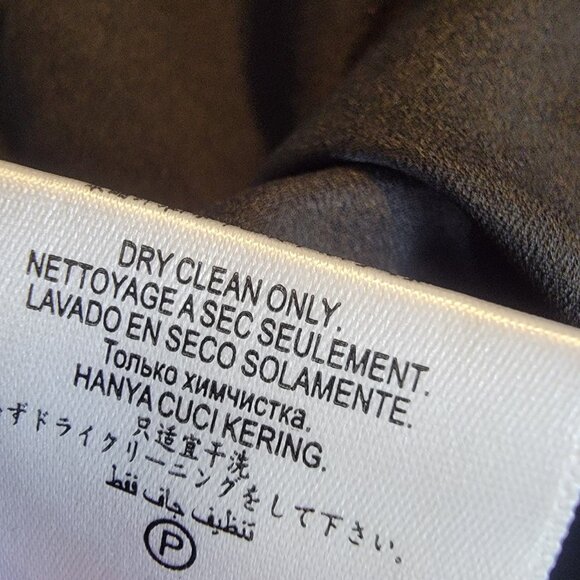 DRY CLEAN ONLY.
NETTOYAGE A SEC SEULEMENT.
LAVADO EN SECO SOLAMENTE.
Только химчистка.
HANYA CUCI KERING.
只适宜干洗
ずドライクリーニングをして下さい。
تنظيف جاف فقط
P